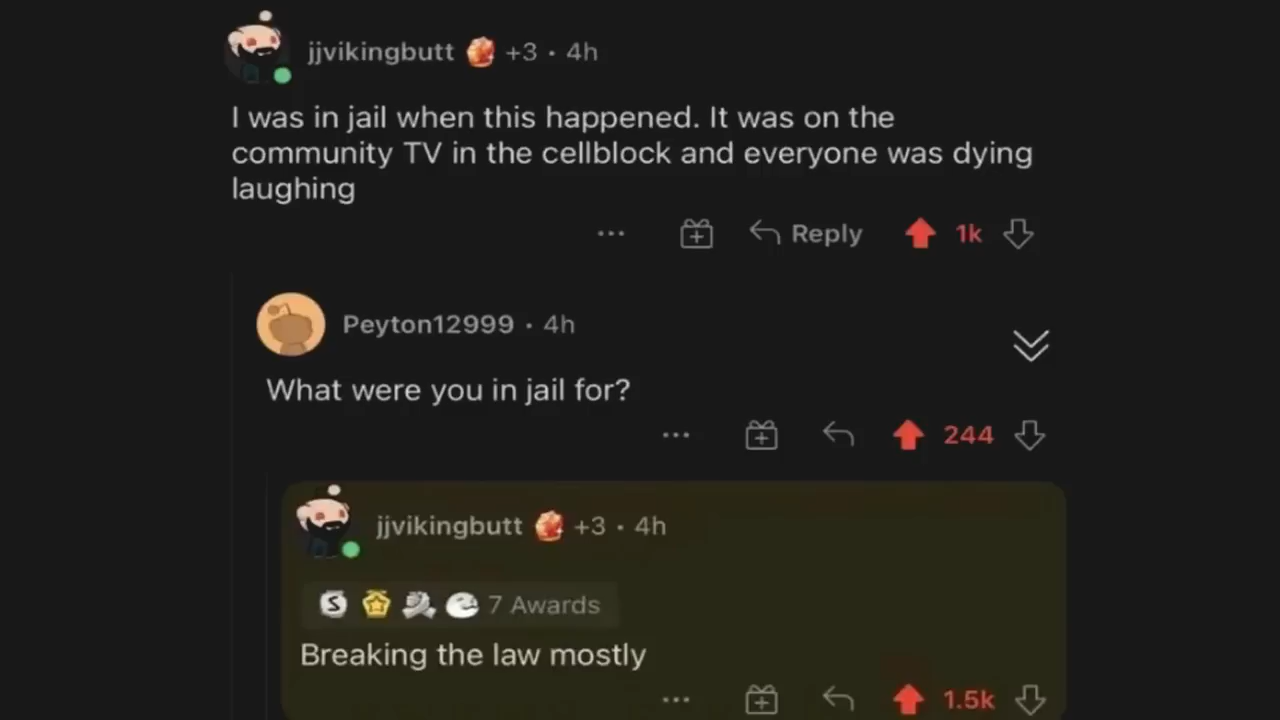 jjvikingbutt +3 · 4h
I was in jail when this happened. It was on the
community TV in the cellblock and everyone was dying
laughing
Reply 1k
Peyton12999 · 4h
What were you in jail for?
244
jjvikingbutt +3 · 4h
S 7 Awards
Breaking the law mostly
1.5k